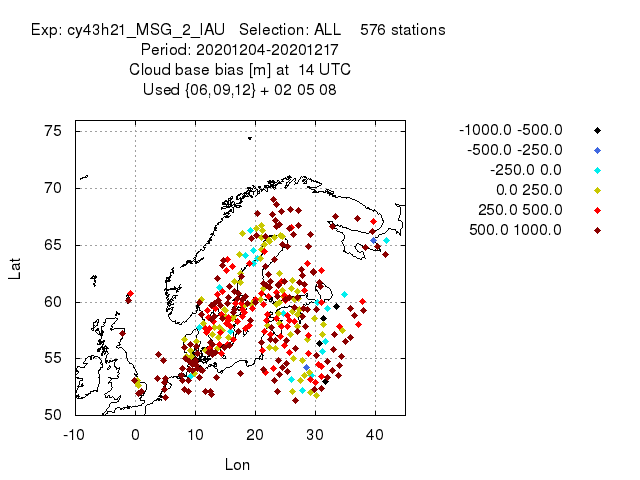 Exp: cy43h21_MSG_2_IAU   Selection: ALL    576 stations
Period: 20201204-20201217
Cloud base bias [m] at  14 UTC
Used {06,09,12} + 02 05 08
-1000.0 -500.0
-500.0 -250.0
-250.0 0.0
0.0 250.0
250.0 500.0
500.0 1000.0
75
70
65
60
55
50
Lat
-10 0 10 20 30 40
Lon